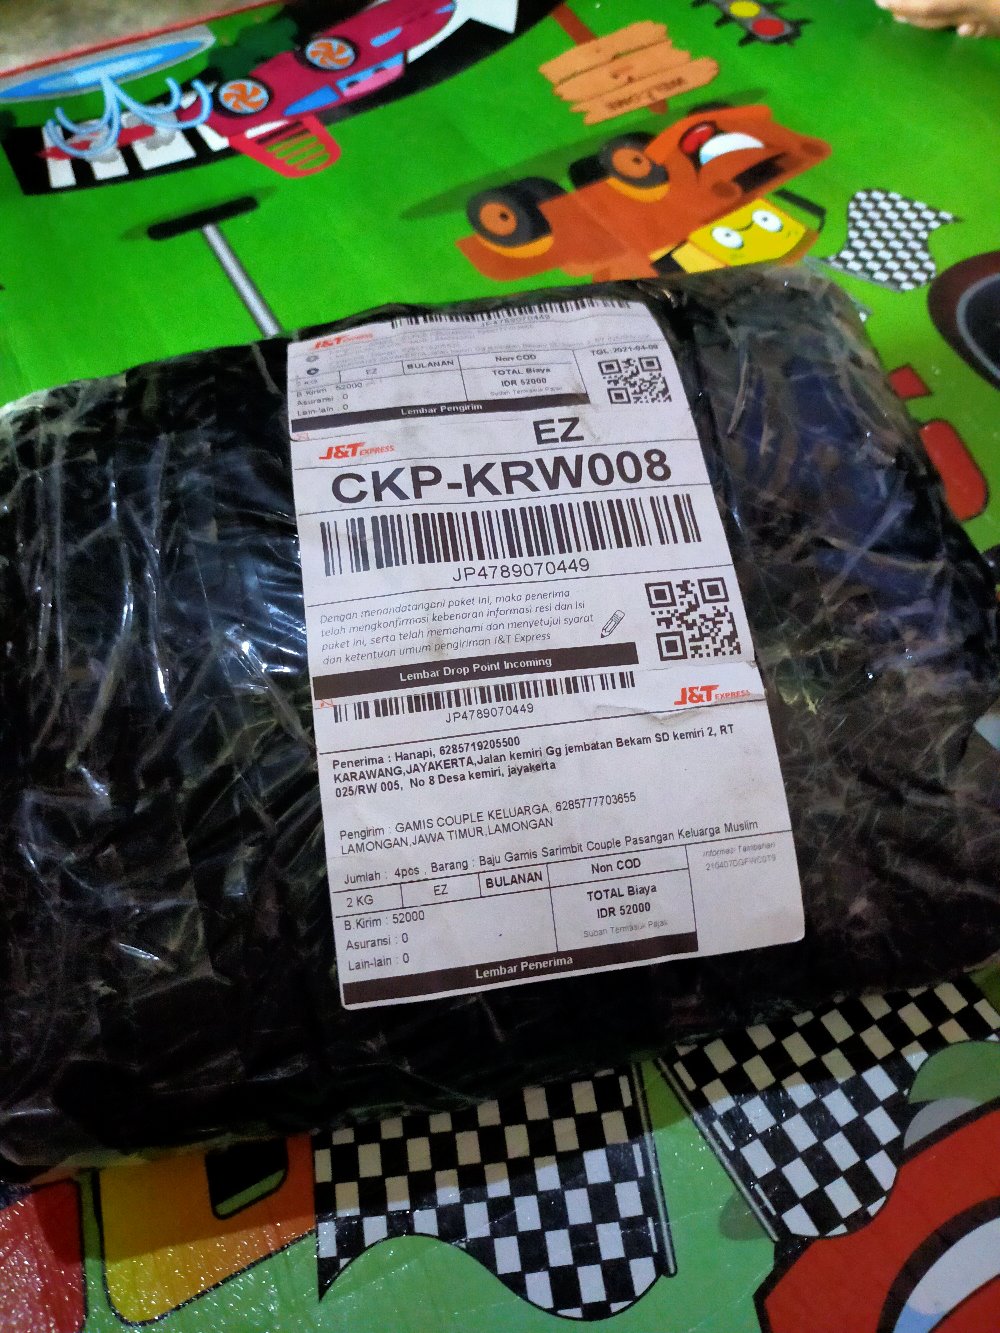 WELCOME
J&T EXPRESS
JP4789070449
2 KG EZ BULANAN Non COD TGL 2021-04-08
B. Kirim : 52000 TOTAL Biaya
Asuransi : 0 IDR 52000
Lain-lain : 0 Sudah Termasuk Pajak
Lembar Pengirim
J&T EXPRESS EZ
CKP-KRW008
JP4789070449
Dengan menandatangani paket ini, maka penerima
telah mengkonfirmasi kebenaran informasi resi dan isi
paket ini, serta telah memahami dan menyetujui syarat
dan ketentuan umum pengiriman J&T Express
Lembar Drop Point Incoming
JP4789070449
J&T EXPRESS
Penerima : Hanapi, 6285719205500
KARAWANG,JAYAKERTA,Jalan kemiri Gg jembatan Bekam SD kemiri 2, RT
025/RW 005, No 8 Desa kemiri, jayakerta
Pengirim : GAMIS COUPLE KELUARGA, 6285777703655
LAMONGAN,JAWA TIMUR,LAMONGAN
Jumlah : 4pcs , Barang : Baju Gamis Sarimbit Couple Pasangan Keluarga Muslim
2 KG EZ BULANAN Non COD Informasi Tambahan
B. Kirim : 52000 TOTAL Biaya
Asuransi : 0 IDR 52000
Lain-lain : 0 Sudah Termasuk Pajak
Lembar Penerima